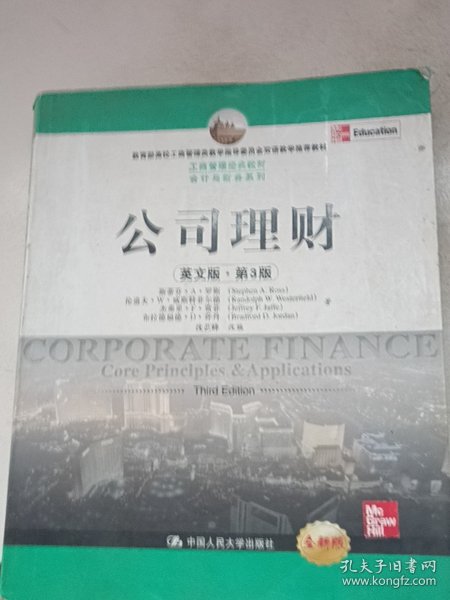 Education
教育部高校工商管理类教学指导委员会双语教学推荐教材
工商管理经典教材
会计与财务系列
公司理财
英文版·第3版
斯蒂芬·A·罗斯 (Stephen A. Ross)
伦道夫·W·威斯特菲尔德 (Randolph W. Westerfield)
杰弗里·F·杰富 (Jeffrey F. Jaffe) 著
布拉德福德·D·乔丹 (Bradford D. Jordan)
改编
CORPORATE FINANCE
Core Principles & Applications
Third Edition
Mc
Graw
Hill
全新版
中国人民大学出版社
孔夫子旧书网
www.kongfz.com